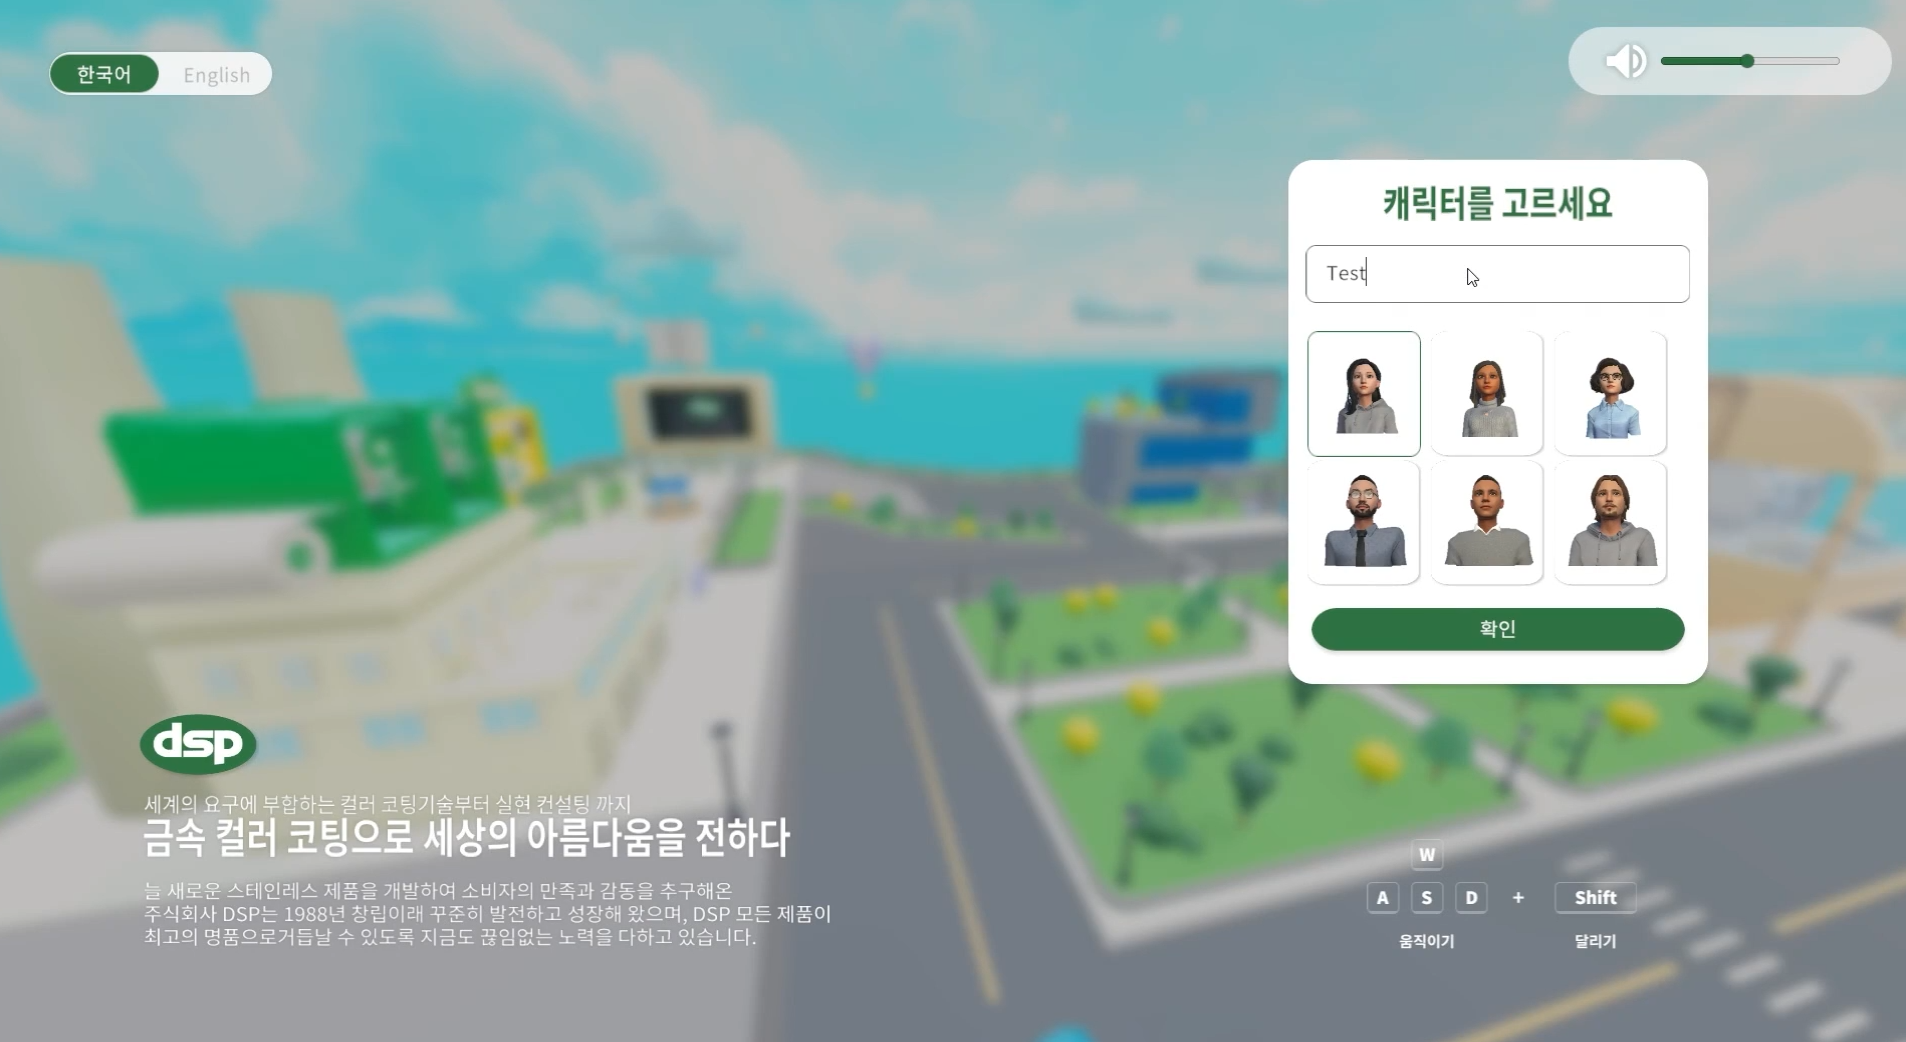 한국어
English
캐릭터를 고르세요
Test
확인
dsp
세계의 요구에 부합하는 컬러 코팅기술부터 실현 컨설팅 까지
금속 컬러 코팅으로 세상의 아름다움을 전하다
늘 새로운 스테인레스 제품을 개발하여 소비자의 만족과 감동을 추구해온
주식회사 DSP는 1988년 창립이래 꾸준히 발전하고 성장해 왔으며, DSP 모든 제품이
최고의 명품으로거듭날 수 있도록 지금도 끊임없는 노력을 다하고 있습니다.
W
A S D + Shift
움직이기 달리기